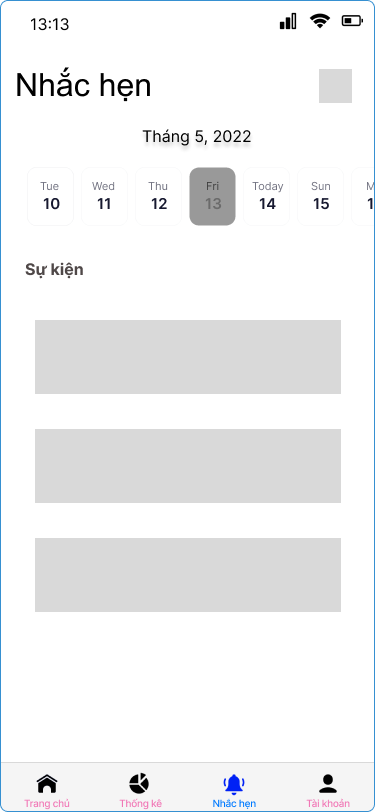 13:13
Nhắc hẹn
Tháng 5, 2022
Tue Wed Thu Fri Today Sun
10 11 12 13 14 15
Sự kiện
Trang chủ Thống kê Nhắc hẹn Tài khoản